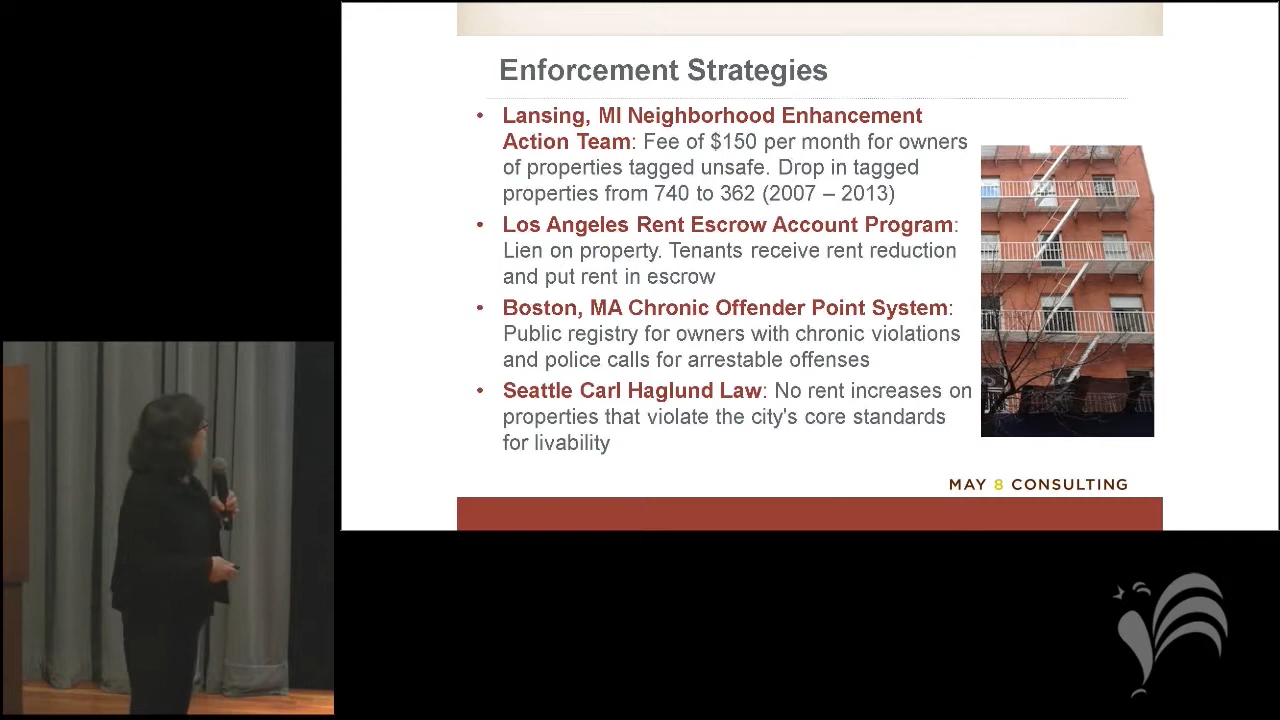 Enforcement Strategies
• Lansing, MI Neighborhood Enhancement
Action Team: Fee of $150 per month for owners
of properties tagged unsafe. Drop in tagged
properties from 740 to 362 (2007 – 2013)
• Los Angeles Rent Escrow Account Program:
Lien on property. Tenants receive rent reduction
and put rent in escrow
• Boston, MA Chronic Offender Point System:
Public registry for owners with chronic violations
and police calls for arrestable offenses
• Seattle Carl Haglund Law: No rent increases on
properties that violate the city's core standards
for livability
MAY 8 CONSULTING